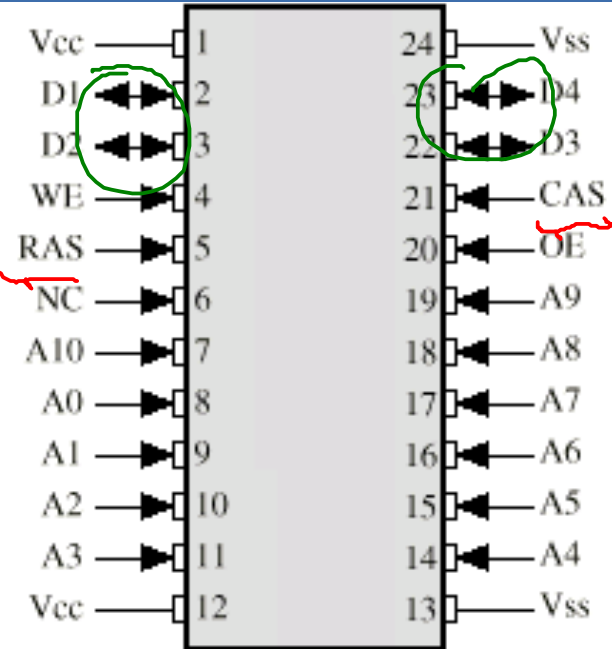 Vcc 1 24 Vss
D1 2 23 D4
D2 3 22 D3
WE 4 21 CAS
RAS 5 20 OE
NC 6 19 A9
A10 7 18 A8
A0 8 17 A7
A1 9 16 A6
A2 10 15 A5
A3 11 14 A4
Vcc 12 13 Vss